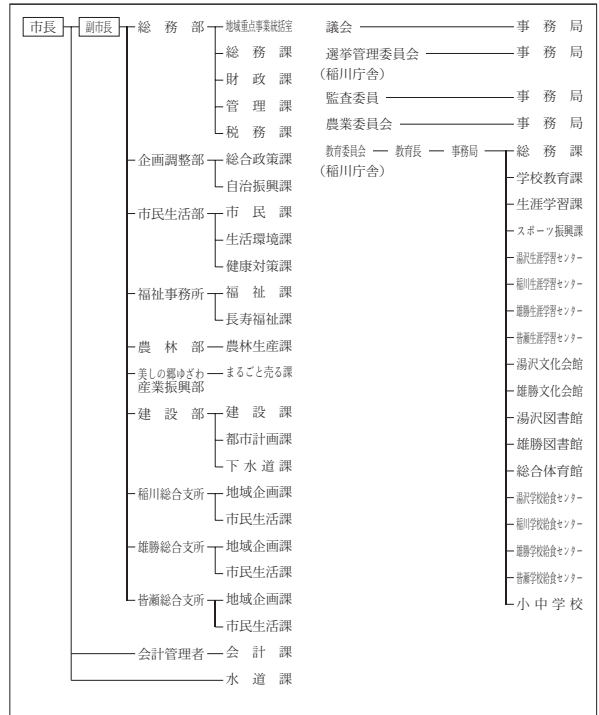 市長 副市長 総務部 地域重点事業統括室
総務課
財政課
管理課
税務課
企画調整部 総合政策課
自治振興課
市民生活部 市民課
生活環境課
健康対策課
福祉事務所 福祉課
長寿福祉課
農林部 農林生産課
美しの郷ゆざわ まるごと売る課
産業振興部
建設部 建設課
都市計画課
下水道課
稲川総合支所 地域企画課
市民生活課
雄勝総合支所 地域企画課
市民生活課
皆瀬総合支所 地域企画課
市民生活課
会計管理者 会計課
水道課
議会 事務局
選挙管理委員会 事務局
(稲川庁舎)
監査委員 事務局
農業委員会 事務局
教育委員会 教育長 事務局 総務課
(稲川庁舎)
学校教育課
生涯学習課
スポーツ振興課
湯沢生涯学習センター
稲川生涯学習センター
雄勝生涯学習センター
皆瀬生涯学習センター
湯沢文化会館
雄勝文化会館
湯沢図書館
雄勝図書館
総合体育館
湯沢学校給食センター
稲川学校給食センター
雄勝学校給食センター
皆瀬学校給食センター
小中学校